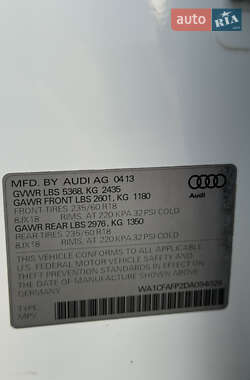 auto RIA
MFD. BY AUDI AG 04.13
GVWR LBS 5368, KG 2435
GAWR FRONT LBS 2601, KG 1180
FRONT TIRES 235/60 R18
8JX18 RIMS, AT 220 KPA/32 PSI COLD
GAWR REAR LBS 2976, KG 1350
REAR TIRES 235/60 R18
8JX18 RIMS, AT 220 KPA/32 PSI COLD
Audi
THIS VEHICLE CONFORMS TO ALL APPLICABLE
U.S. FEDERAL MOTOR VEHICLE SAFETY AND
THEFT PREVENTION STANDARDS IN EFFECT ON
THE DATE OF MANUFACTURE SHOWN ABOVE.
GERMANY
TYPE:
MPV